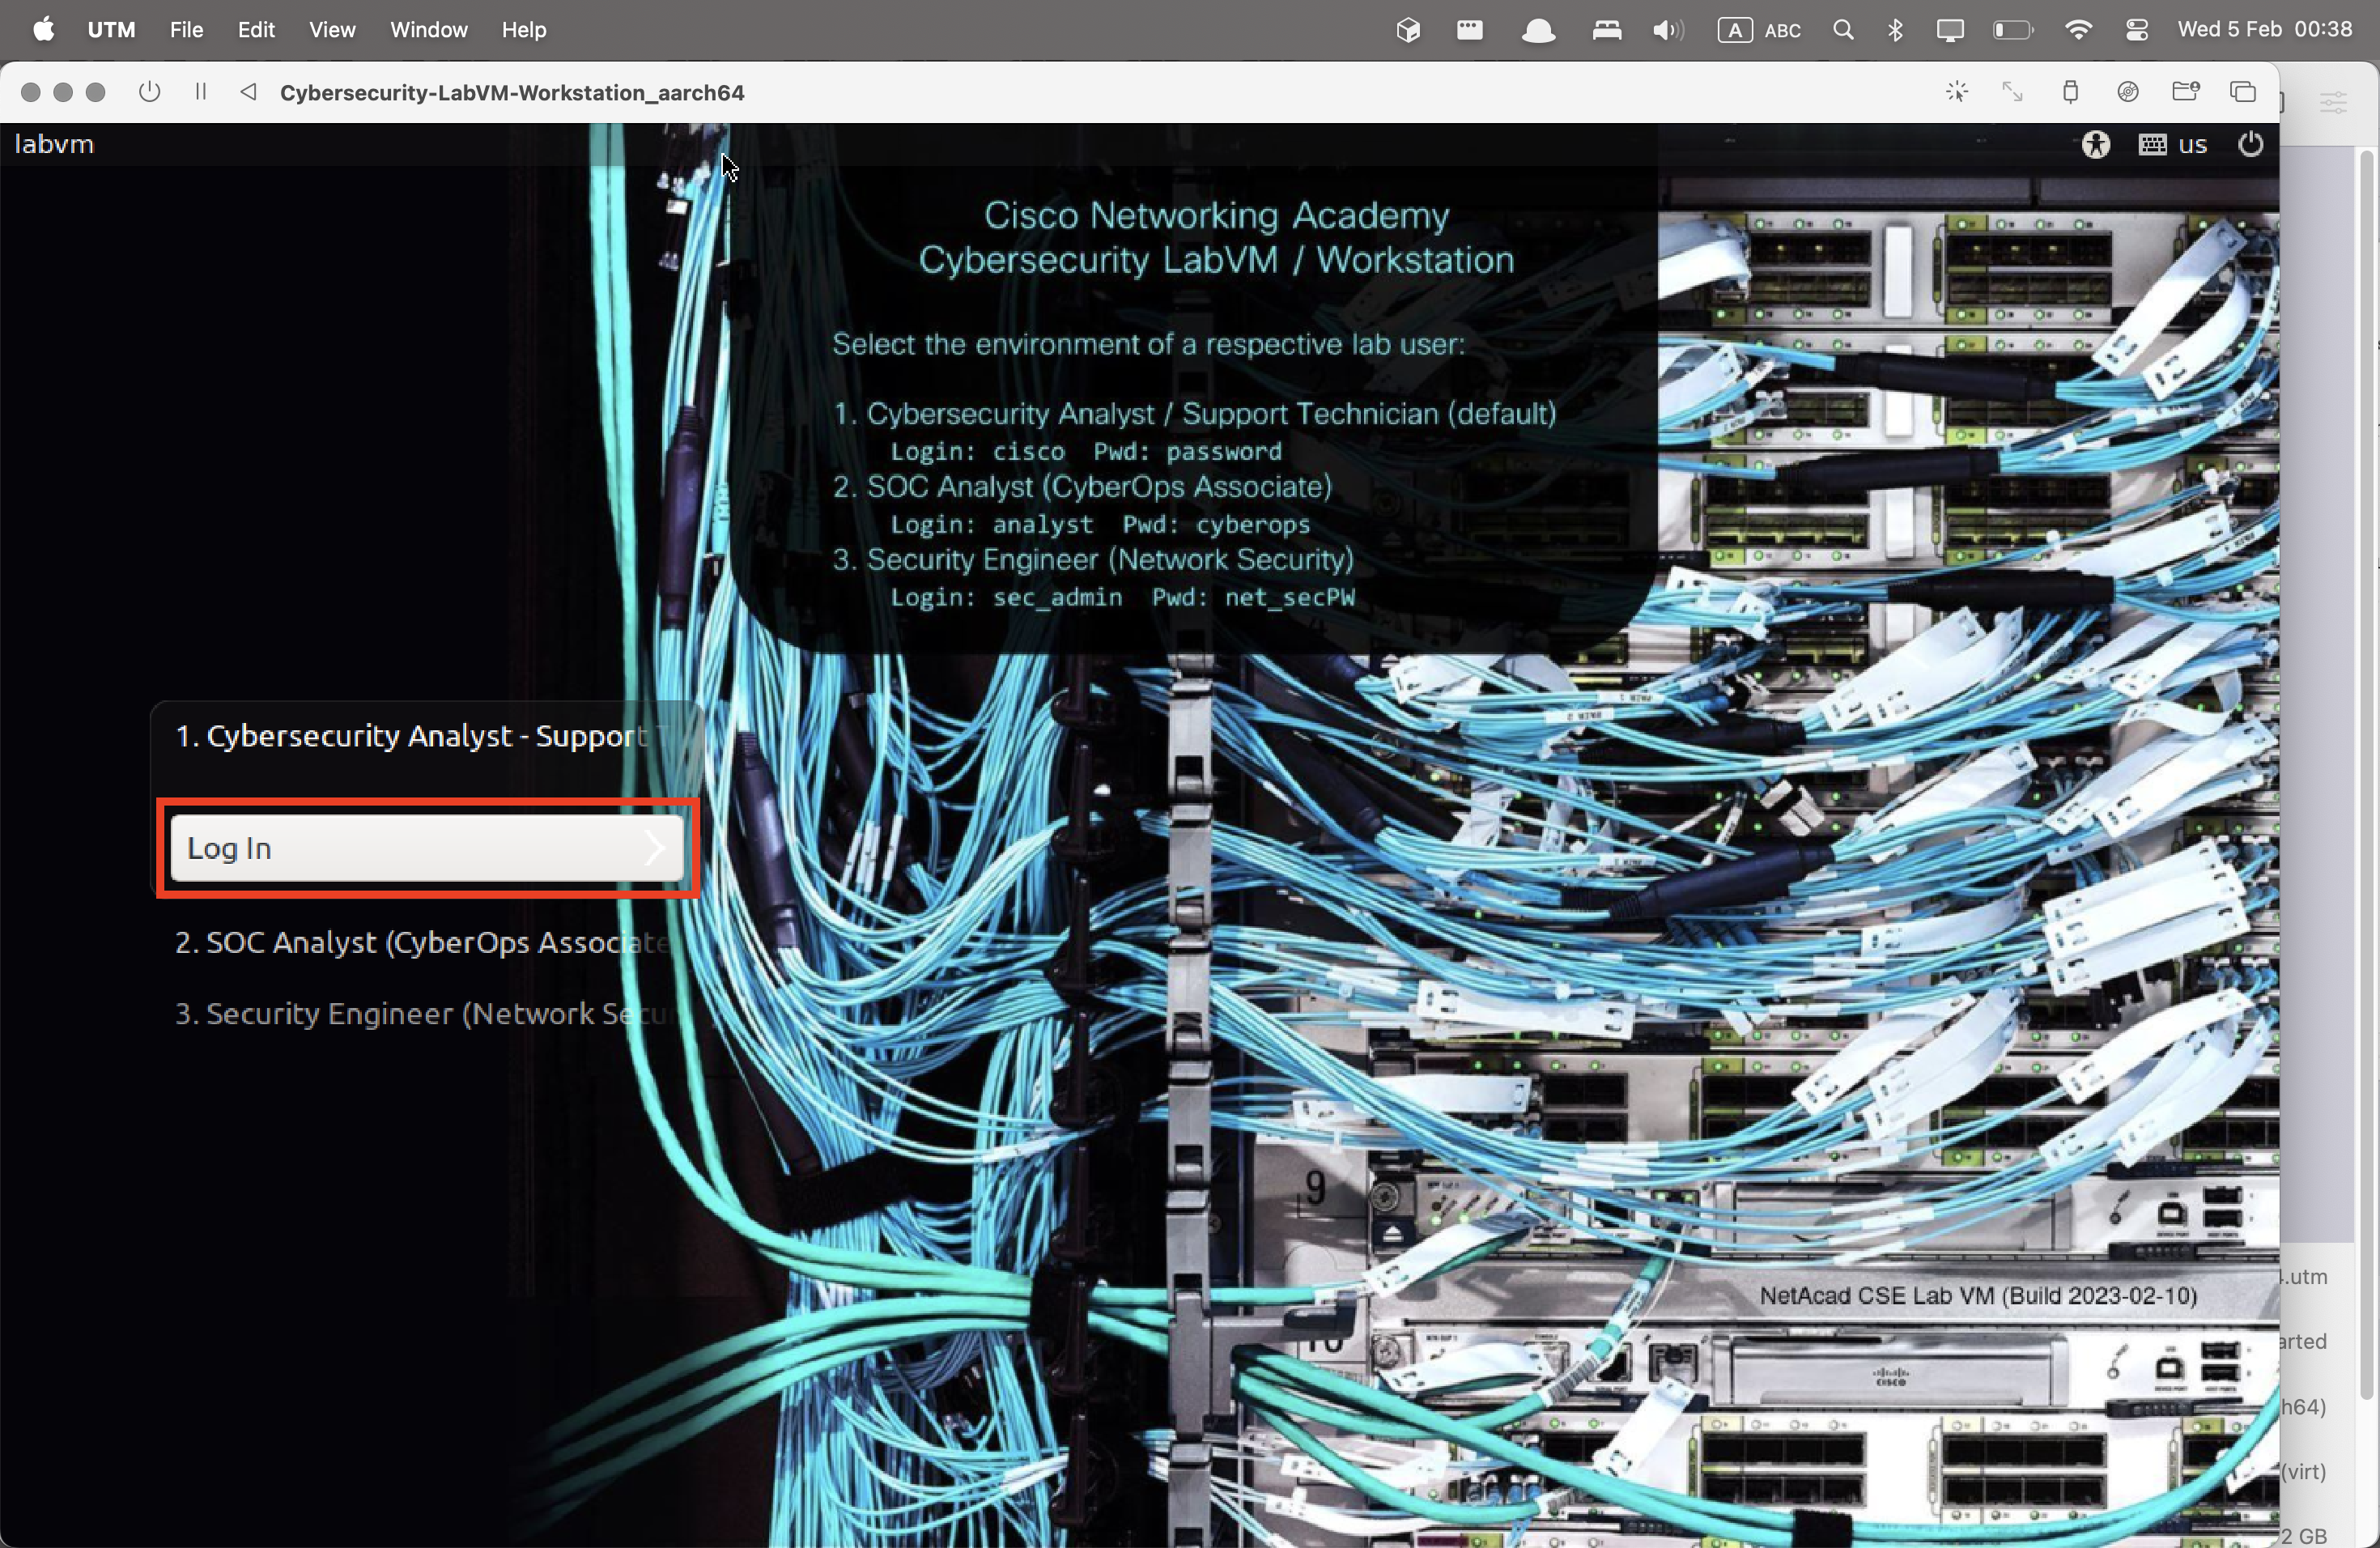 UTM File Edit View Window Help A ABC Wed 5 Feb 00:38
Cybersecurity-LabVM-Workstation_aarch64
labvm
us
Cisco Networking Academy
Cybersecurity LabVM / Workstation
Select the environment of a respective lab user:
1. Cybersecurity Analyst / Support Technician (default)
Login: cisco Pwd: password
2. SOC Analyst (CyberOps Associate)
Login: analyst Pwd: cyberops
3. Security Engineer (Network Security)
Login: sec_admin Pwd: net_secPW
1. Cybersecurity Analyst - Support T
Log In
2. SOC Analyst (CyberOps Associate
3. Security Engineer (Network Secu
9
10
NetAcad CSE Lab VM (Build 2023-02-10)
CISCO
.utm
arted
h64)
(virt)
2 GB